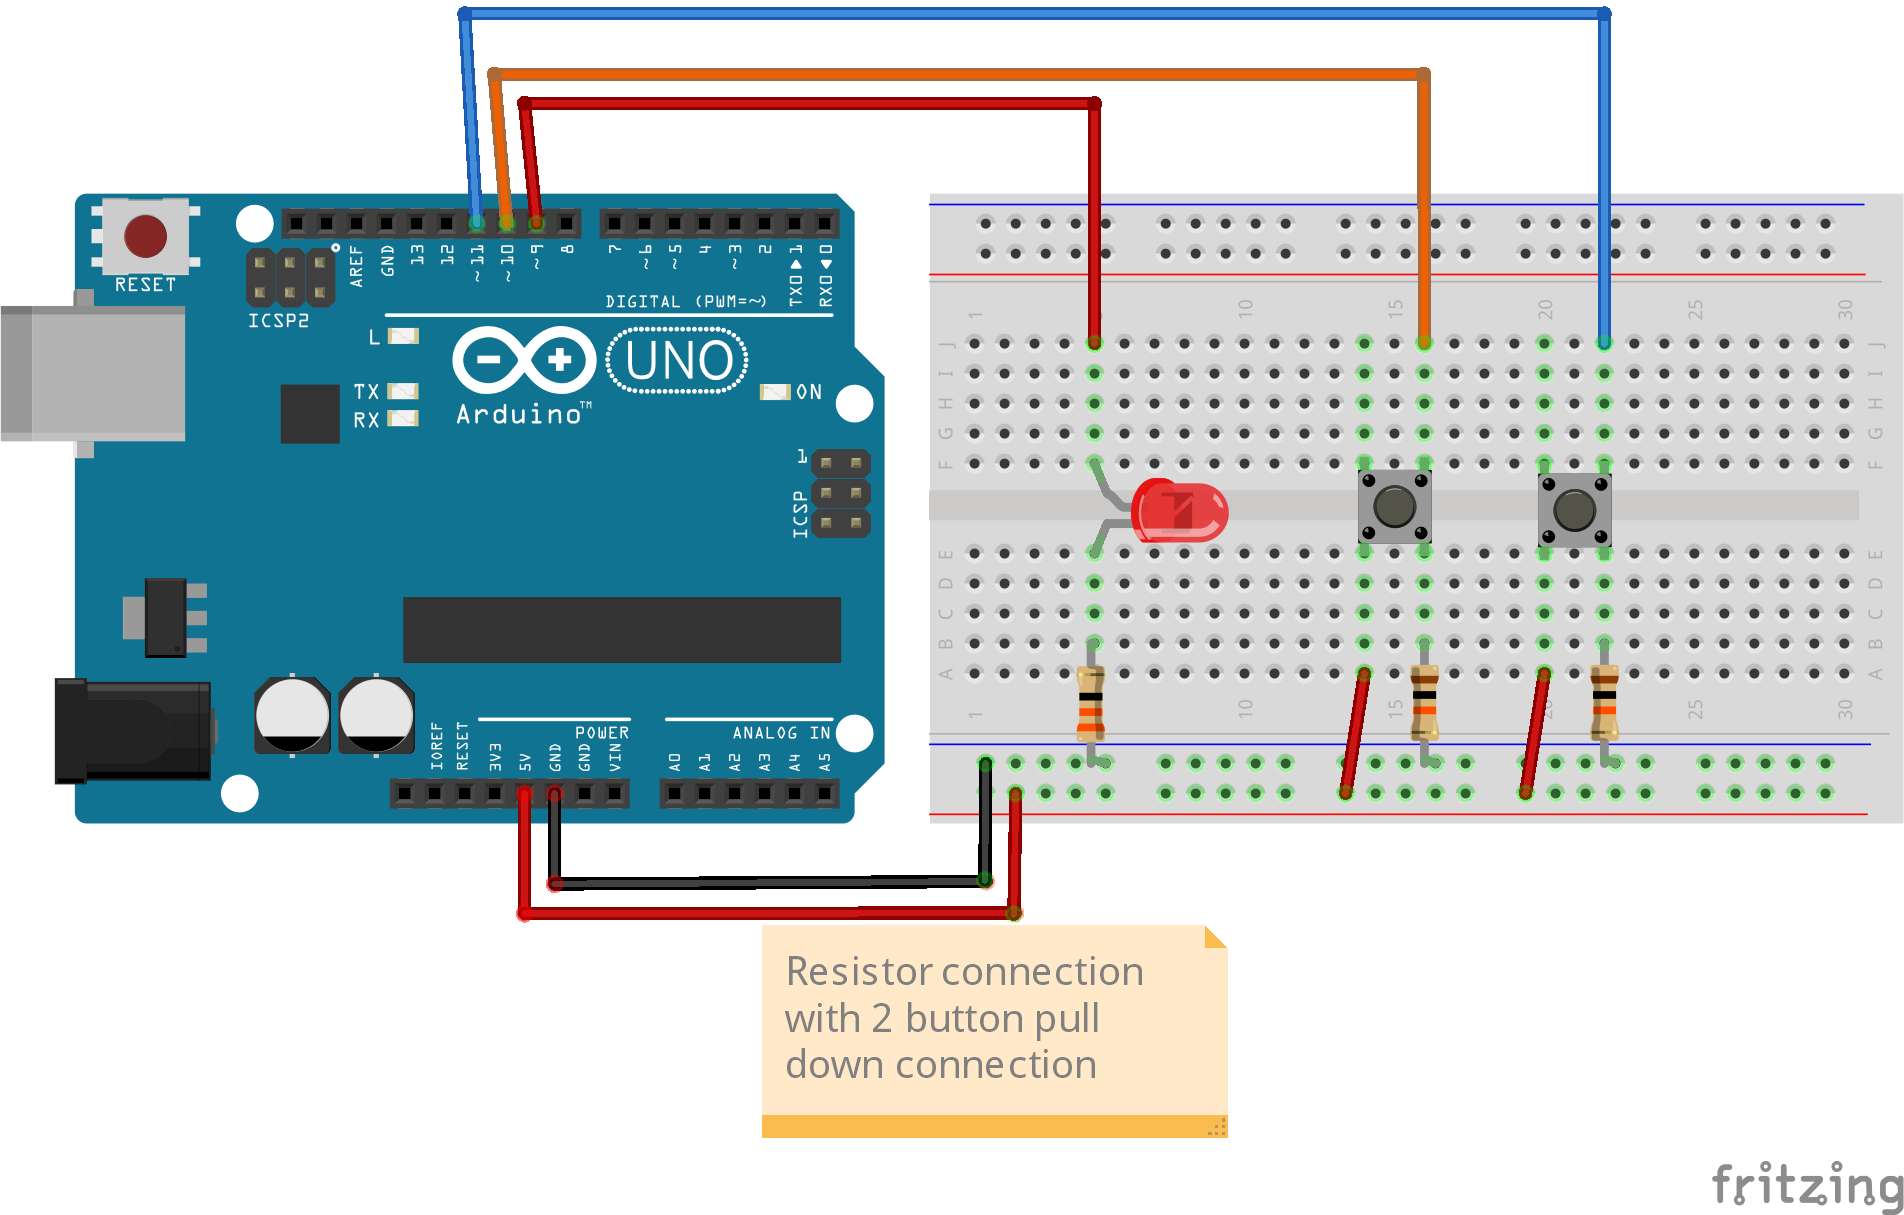 RESET
ICSP2
AREF
GND
13
12
~11
~10
~9
8
7
~6
~5
4
~3
2
TX0▶1
RX0◀0
DIGITAL (PWM=~)
L
TX
RX
UNO
Arduino™
ON
1
ICSP
IOREF
RESET
3V3
5V
GND
GND
VIN
POWER
ANALOG IN
A0
A1
A2
A3
A4
A5
1
10
15
20
25
30
J
I
H
G
F
E
D
C
B
A
J
I
H
G
F
E
D
C
B
A
1
10
15
20
25
30
Resistor connection
with 2 button pull
down connection
fritzing